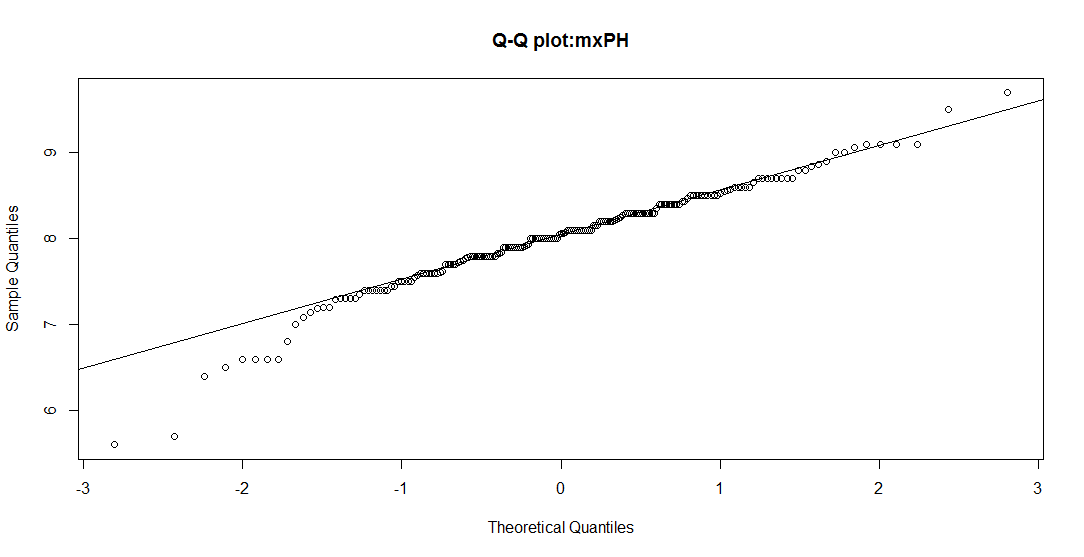 Q-Q plot:mxPH
Sample Quantiles
9
8
7
6
-3 -2 -1 0 1 2 3
Theoretical Quantiles